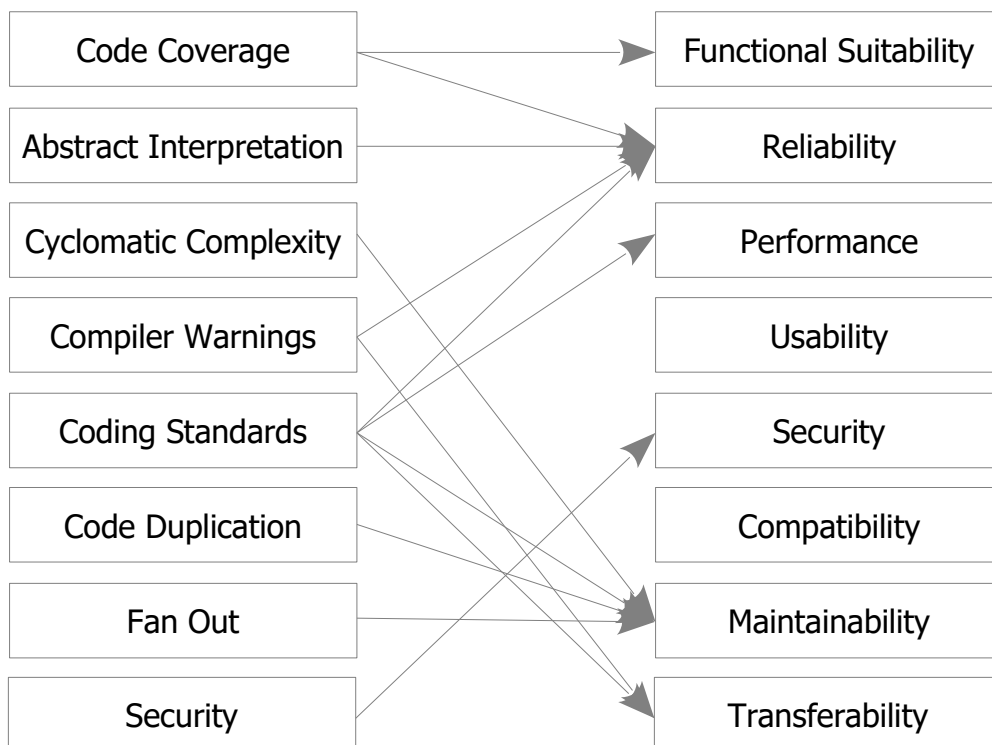 Code Coverage
Functional Suitability
Abstract Interpretation
Reliability
Cyclomatic Complexity
Performance
Compiler Warnings
Usability
Coding Standards
Security
Code Duplication
Compatibility
Fan Out
Maintainability
Security
Transferability